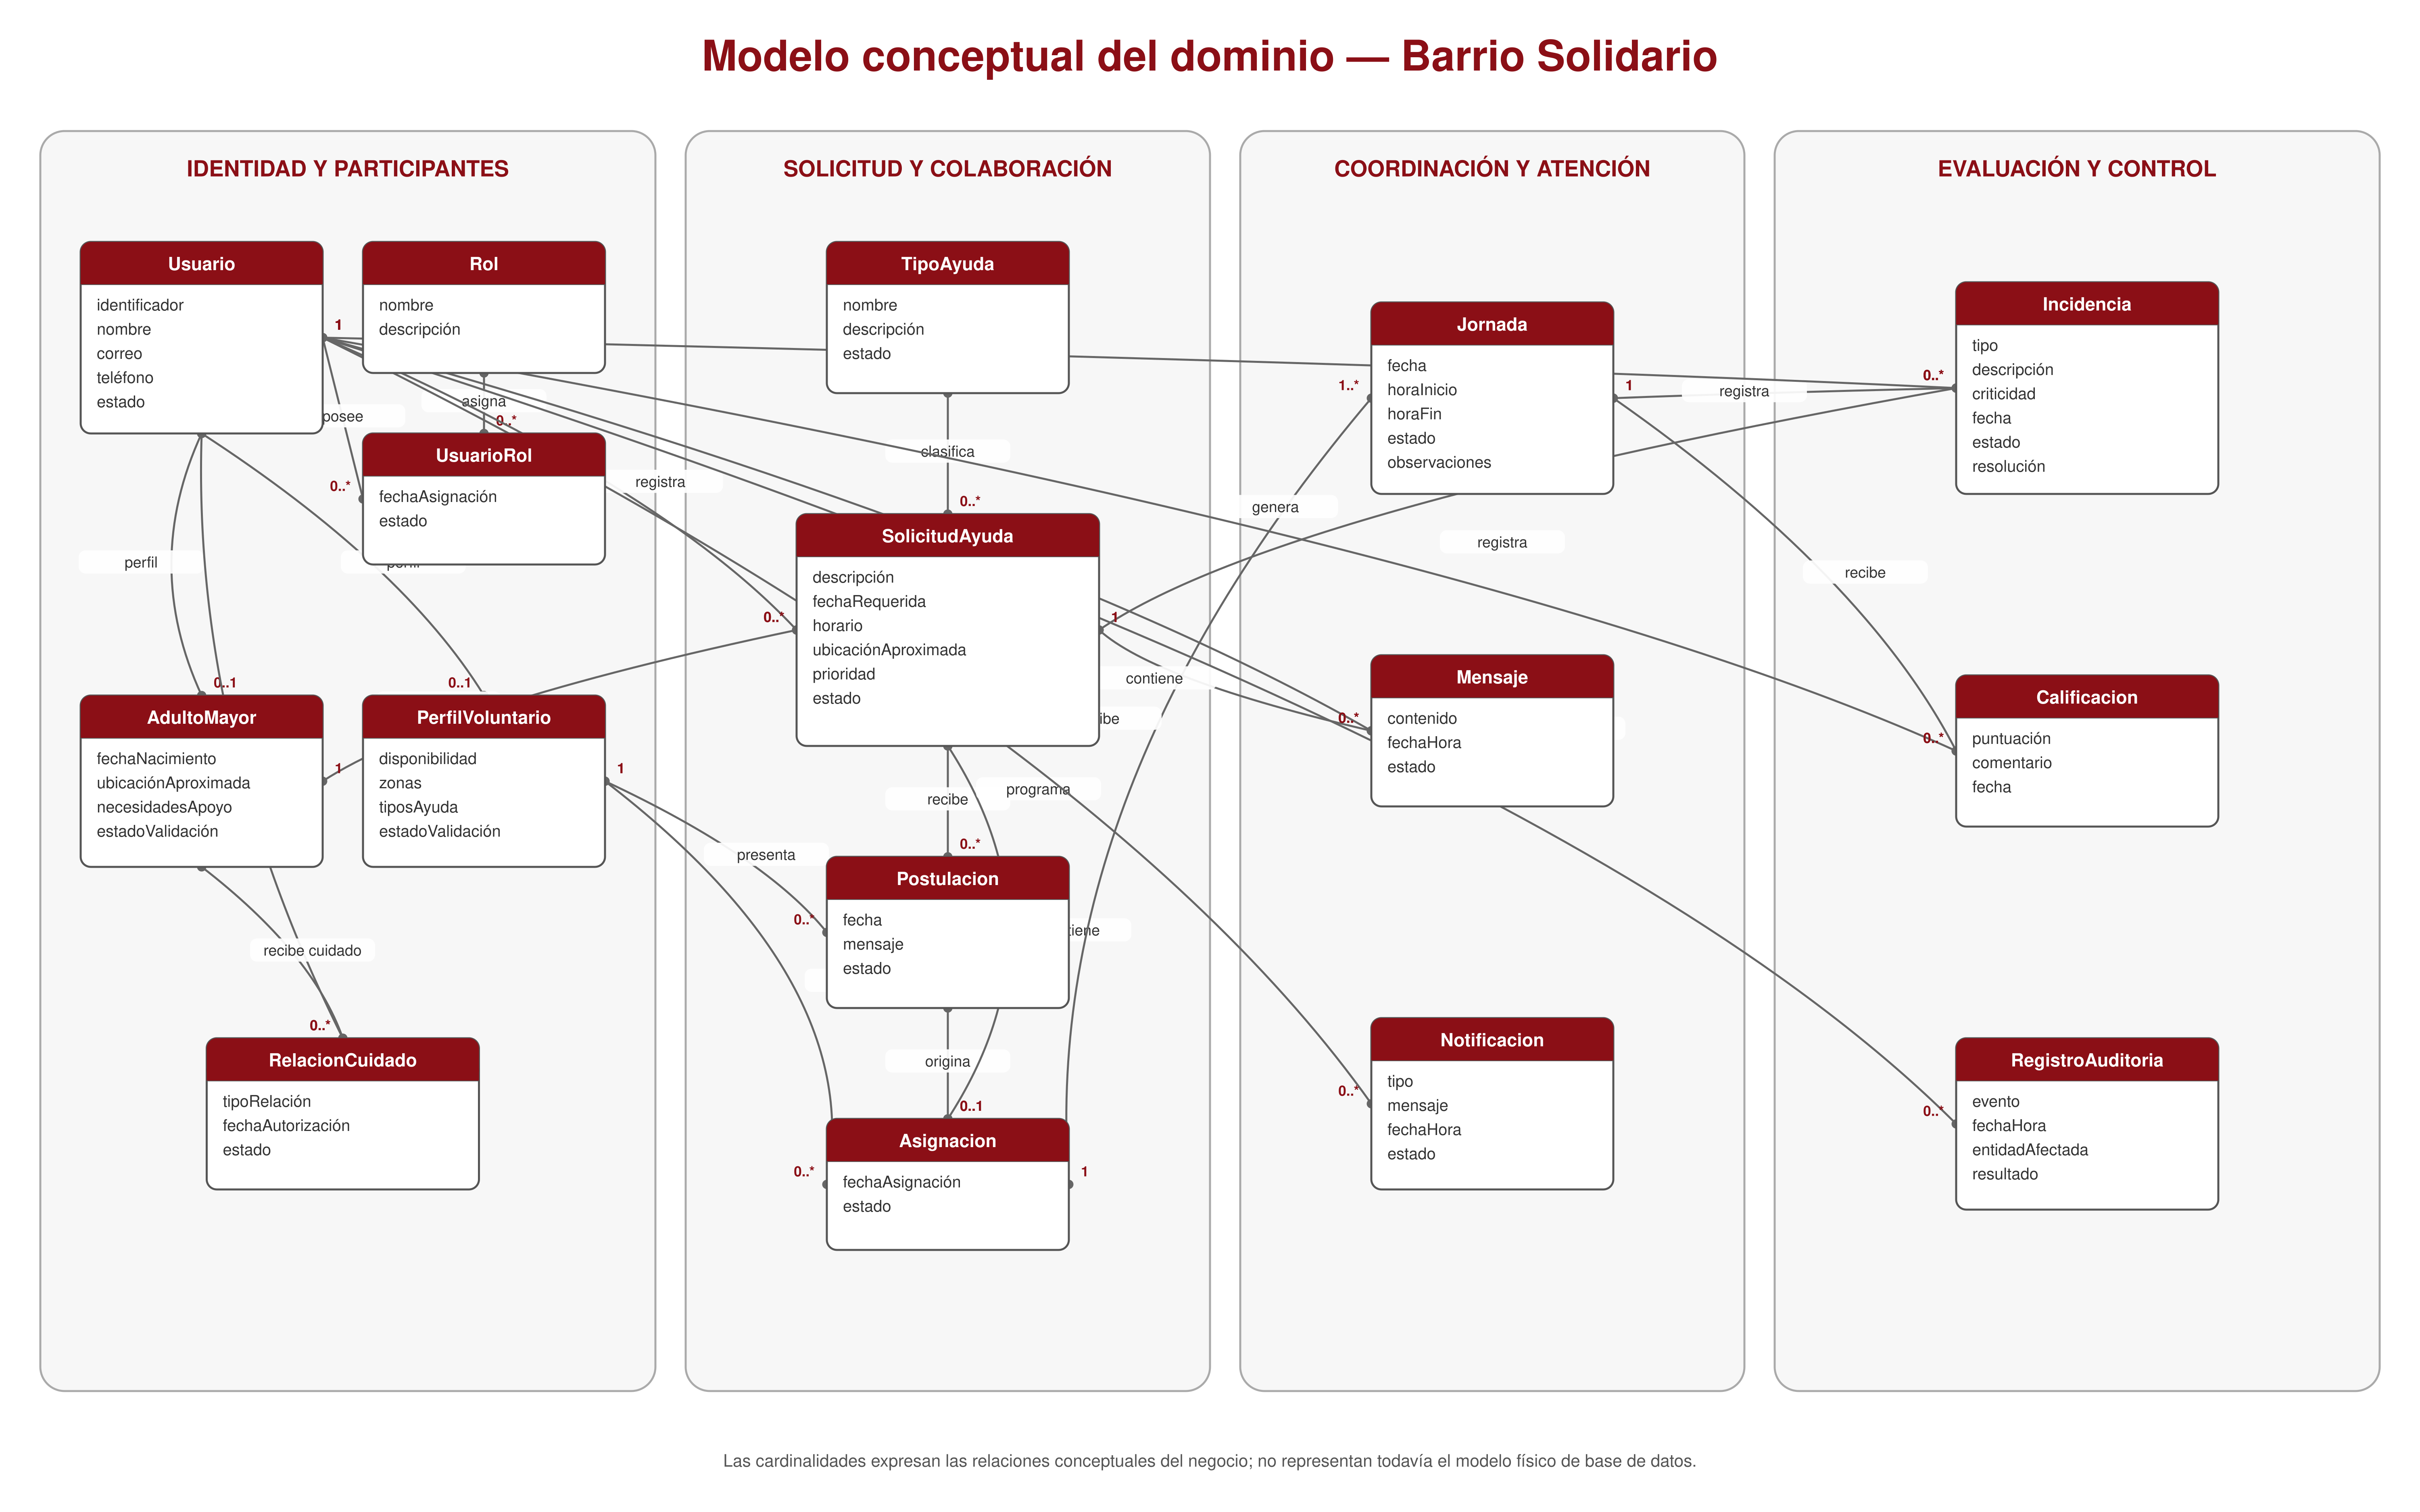 Modelo conceptual del dominio — Barrio Solidario
IDENTIDAD Y PARTICIPANTES
Usuario
identificador
nombre
correo
teléfono
estado
1
Rol
nombre
descripción
posee
asigna
0..*
UsuarioRol
0..*
fechaAsignación
estado
registra
perfil
0..1
0..1
AdultoMayor
fechaNacimiento
ubicaciónAproximada
necesidadesApoyo
estadoValidación
1
PerfilVoluntario
disponibilidad
zonas
tiposAyuda
estadoValidación
1
recibe cuidado
0..*
RelacionCuidado
tipoRelación
fechaAutorización
estado
SOLICITUD Y COLABORACIÓN
TipoAyuda
nombre
descripción
estado
clasifica
0..*
SolicitudAyuda
descripción
fechaRequerida
horario
ubicaciónAproximada
prioridad
estado
0..*
1
contiene
ibe
programa
recibe
presenta
0..*
Postulacion
fecha
mensaje
estado
0..*
tiene
origina
0..1
Asignacion
fechaAsignación
estado
0..*
1
COORDINACIÓN Y ATENCIÓN
Jornada
fecha
horaInicio
horaFin
estado
observaciones
1..*
1
genera
registra
Mensaje
contenido
fechaHora
estado
0..*
Notificacion
tipo
mensaje
fechaHora
estado
0..*
EVALUACIÓN Y CONTROL
registra
0..*
Incidencia
tipo
descripción
criticidad
fecha
estado
resolución
recibe
Calificacion
puntuación
comentario
fecha
0..*
RegistroAuditoria
evento
fechaHora
entidadAfectada
resultado
0..*
Las cardinalidades expresan las relaciones conceptuales del negocio; no representan todavía el modelo físico de base de datos.